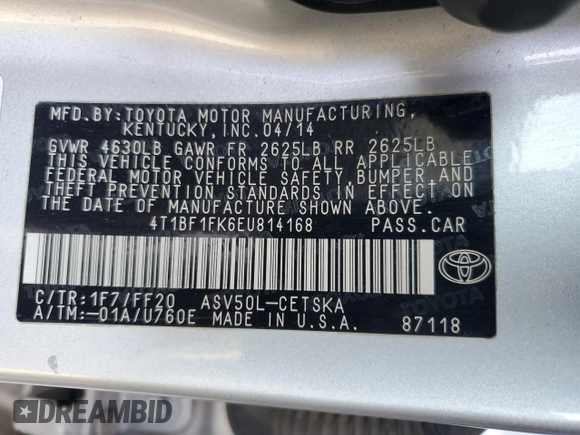 MFD.BY:TOYOTA MOTOR MANUFACTURING,
KENTUCKY,INC.04/14
GVWR 4630LB GAWR FR 2625LB RR 2625LB
THIS VEHICLE CONFORMS TO ALL APPLICABLE
FEDERAL MOTOR VEHICLE SAFETY, BUMPER,AND
THEFT PREVENTION STANDARDS IN EFFECT ON
THE DATE OF MANUFACTURE SHOWN ABOVE.
4T1BF1FK6EU814168 PASS.CAR
C/TR:1F7/FF20 ASV50L-CETSKA
A/TM:-01A/U760E MADE IN U.S.A.
TOYOTA
87118
DREAMBID